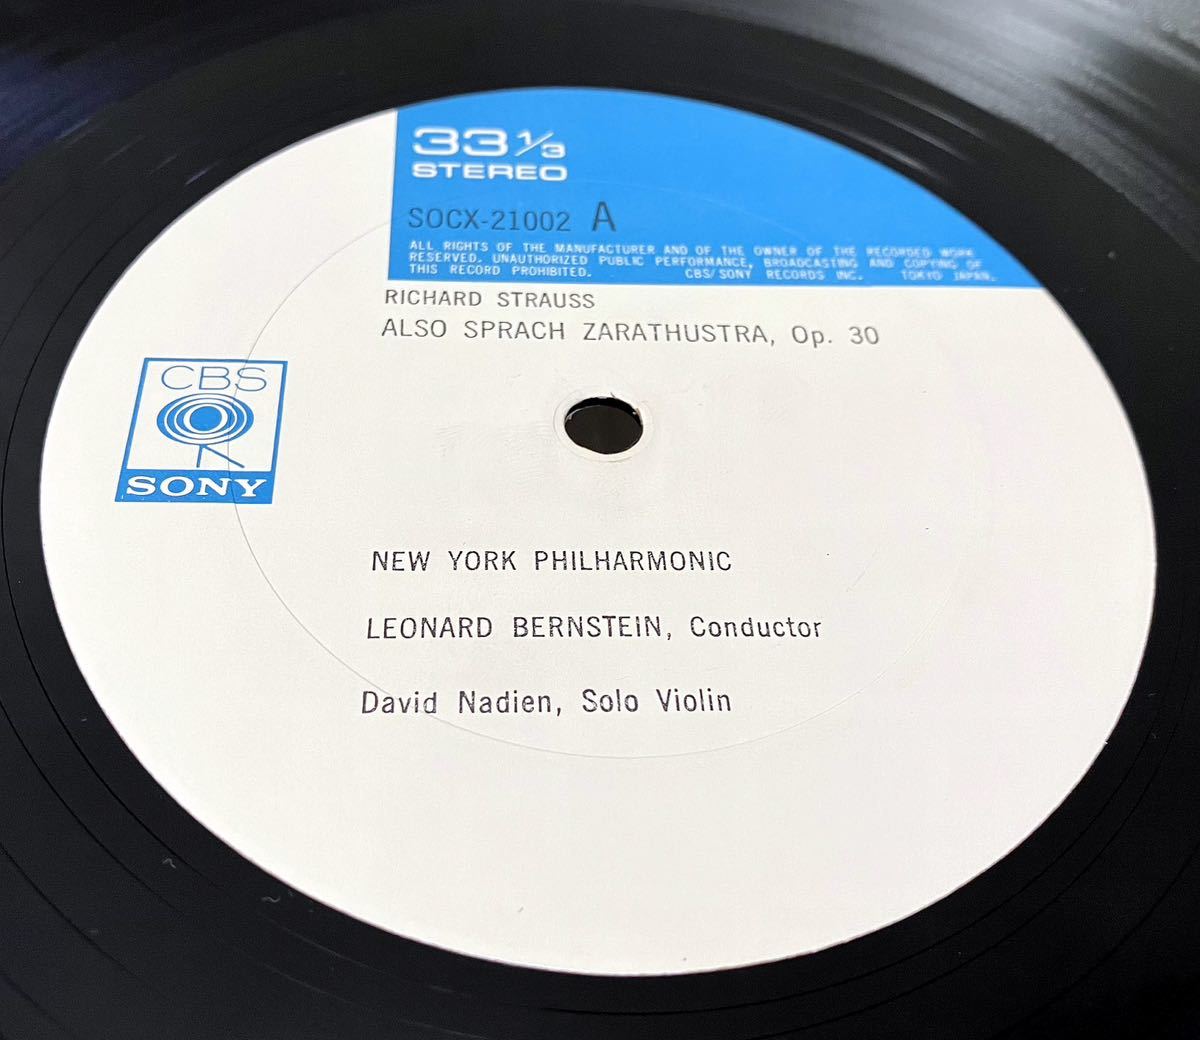 33 1/3
STEREO
SOCX-21002 A
ALL RIGHTS OF THE MANUFACTURER AND OF THE OWNER OF THE RECORDED WORK
RESERVED. UNAUTHORIZED PUBLIC PERFORMANCE, BROADCASTING AND COPYING OF
THIS RECORD PROHIBITED. CBS/SONY RECORDS INC. TOKYO JAPAN.
RICHARD STRAUSS
ALSO SPRACH ZARATHUSTRA, Op. 30
CBS
SONY
NEW YORK PHILHARMONIC
LEONARD BERNSTEIN, Conductor
David Nadien, Solo Violin